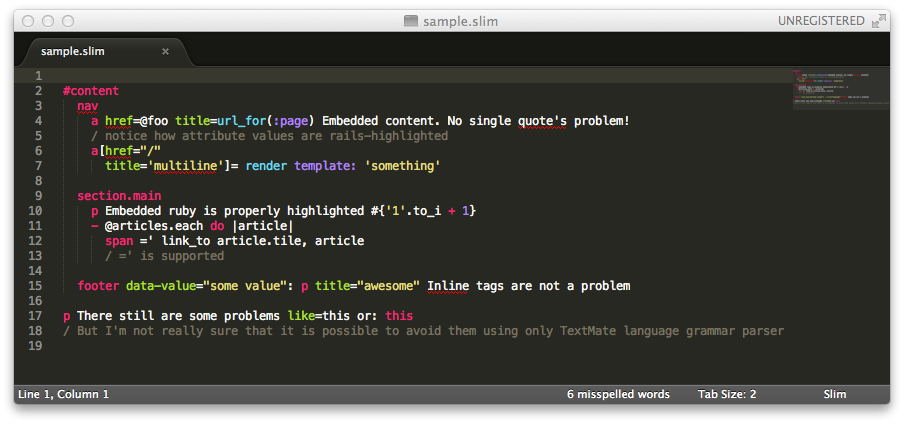 sample.slim
UNREGISTERED
sample.slim ×
1
2 #content
3 nav
4 a href=@foo title=url_for(:page) Embedded content. No single quote's problem!
5 / notice how attribute values are rails-highlighted
6 a[href="/"
7 title='multiline']= render template: 'something'
8
9 section.main
10 p Embedded ruby is properly highlighted #{'1'.to_i + 1}
11 - @articles.each do |article|
12 span =' link_to article.tile, article
13 / =' is supported
14
15 footer data-value="some value": p title="awesome" Inline tags are not a problem
16
17 p There still are some problems like=this or: this
18 / But I'm not really sure that it is possible to avoid them using only TextMate language grammar parser
19
Line 1, Column 1
6 misspelled words
Tab Size: 2
Slim